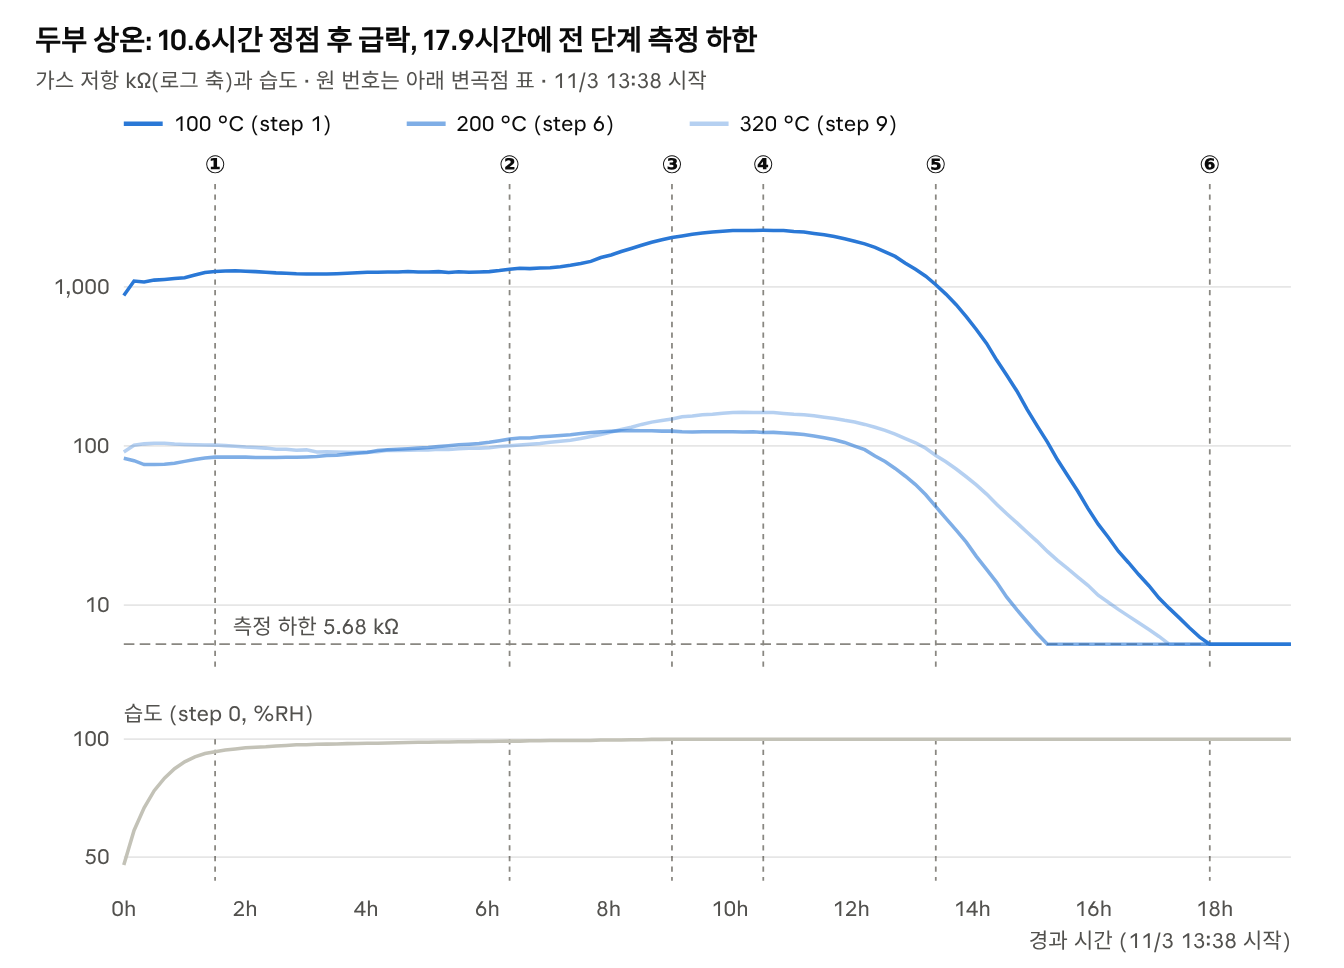 두부 상온: 10.6시간 정점 후 급락, 17.9시간에 전 단계 측정 하한
가스 저항 kΩ(로그 축)과 습도 · 원 번호는 아래 변곡점 표 · 11/3 13:38 시작
100 °C (step 1) 200 °C (step 6) 320 °C (step 9)
① ② ③ ④ ⑤ ⑥
1,000
100
10
측정 하한 5.68 kΩ
습도 (step 0, %RH)
100
50
0h 2h 4h 6h 8h 10h 12h 14h 16h 18h
경과 시간 (11/3 13:38 시작)